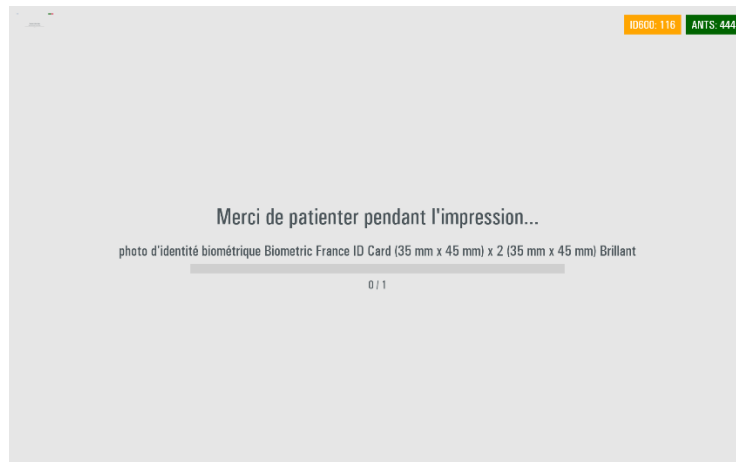 ID600: 116 ANTS: 444
Merci de patienter pendant l'impression...
photo d'identité biométrique Biometric France ID Card (35 mm x 45 mm) x 2 (35 mm x 45 mm) Brillant
0 / 1